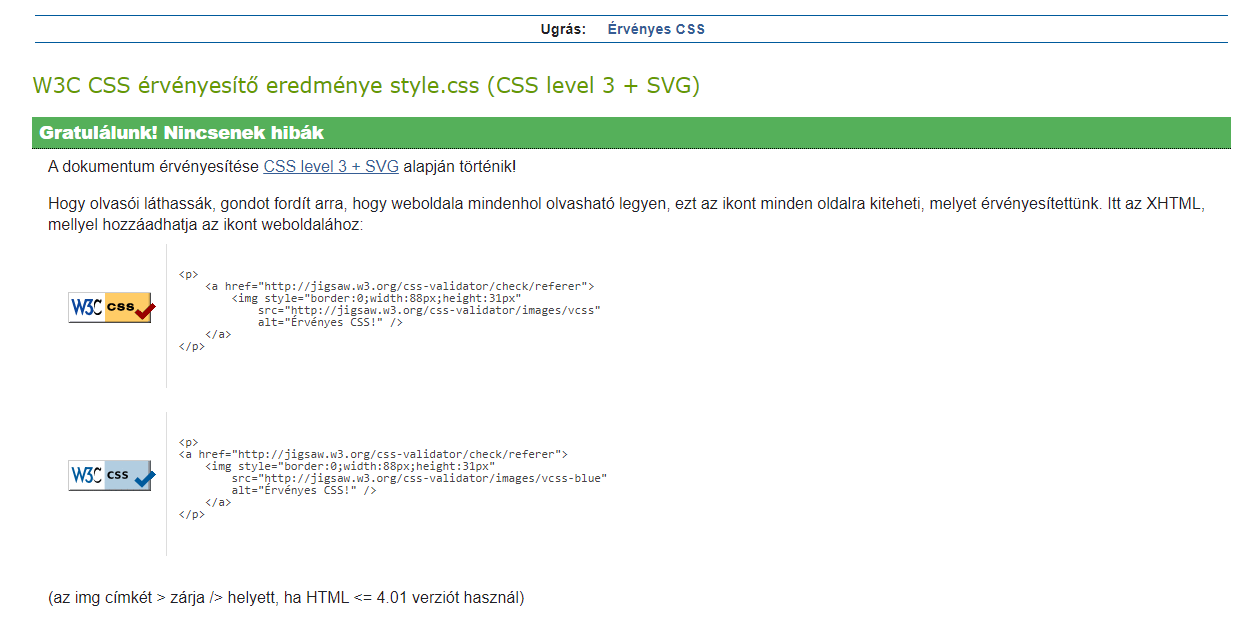 Ugrás: Érvényes CSS
W3C CSS érvényesítő eredménye style.css (CSS level 3 + SVG)
Gratulálunk! Nincsenek hibák
A dokumentum érvényesítése CSS level 3 + SVG alapján történik!
Hogy olvasói láthassák, gondot fordít arra, hogy weboldala mindenhol olvasható legyen, ezt az ikont minden oldalra kiteheti, melyet érvényesítettünk. Itt az XHTML,
mellyel hozzáadhatja az ikont weboldalához:
W3C css
<p>
<a href="http://jigsaw.w3.org/css-validator/check/referer">
<img style="border:0;width:88px;height:31px"
src="http://jigsaw.w3.org/css-validator/images/vcss"
alt="Érvényes CSS!" />
</a>
</p>
W3C css
<p>
<a href="http://jigsaw.w3.org/css-validator/check/referer">
<img style="border:0;width:88px;height:31px"
src="http://jigsaw.w3.org/css-validator/images/vcss-blue"
alt="Érvényes CSS!" />
</a>
</p>
(az img címkét > zárja /> helyett, ha HTML <= 4.01 verziót használ)